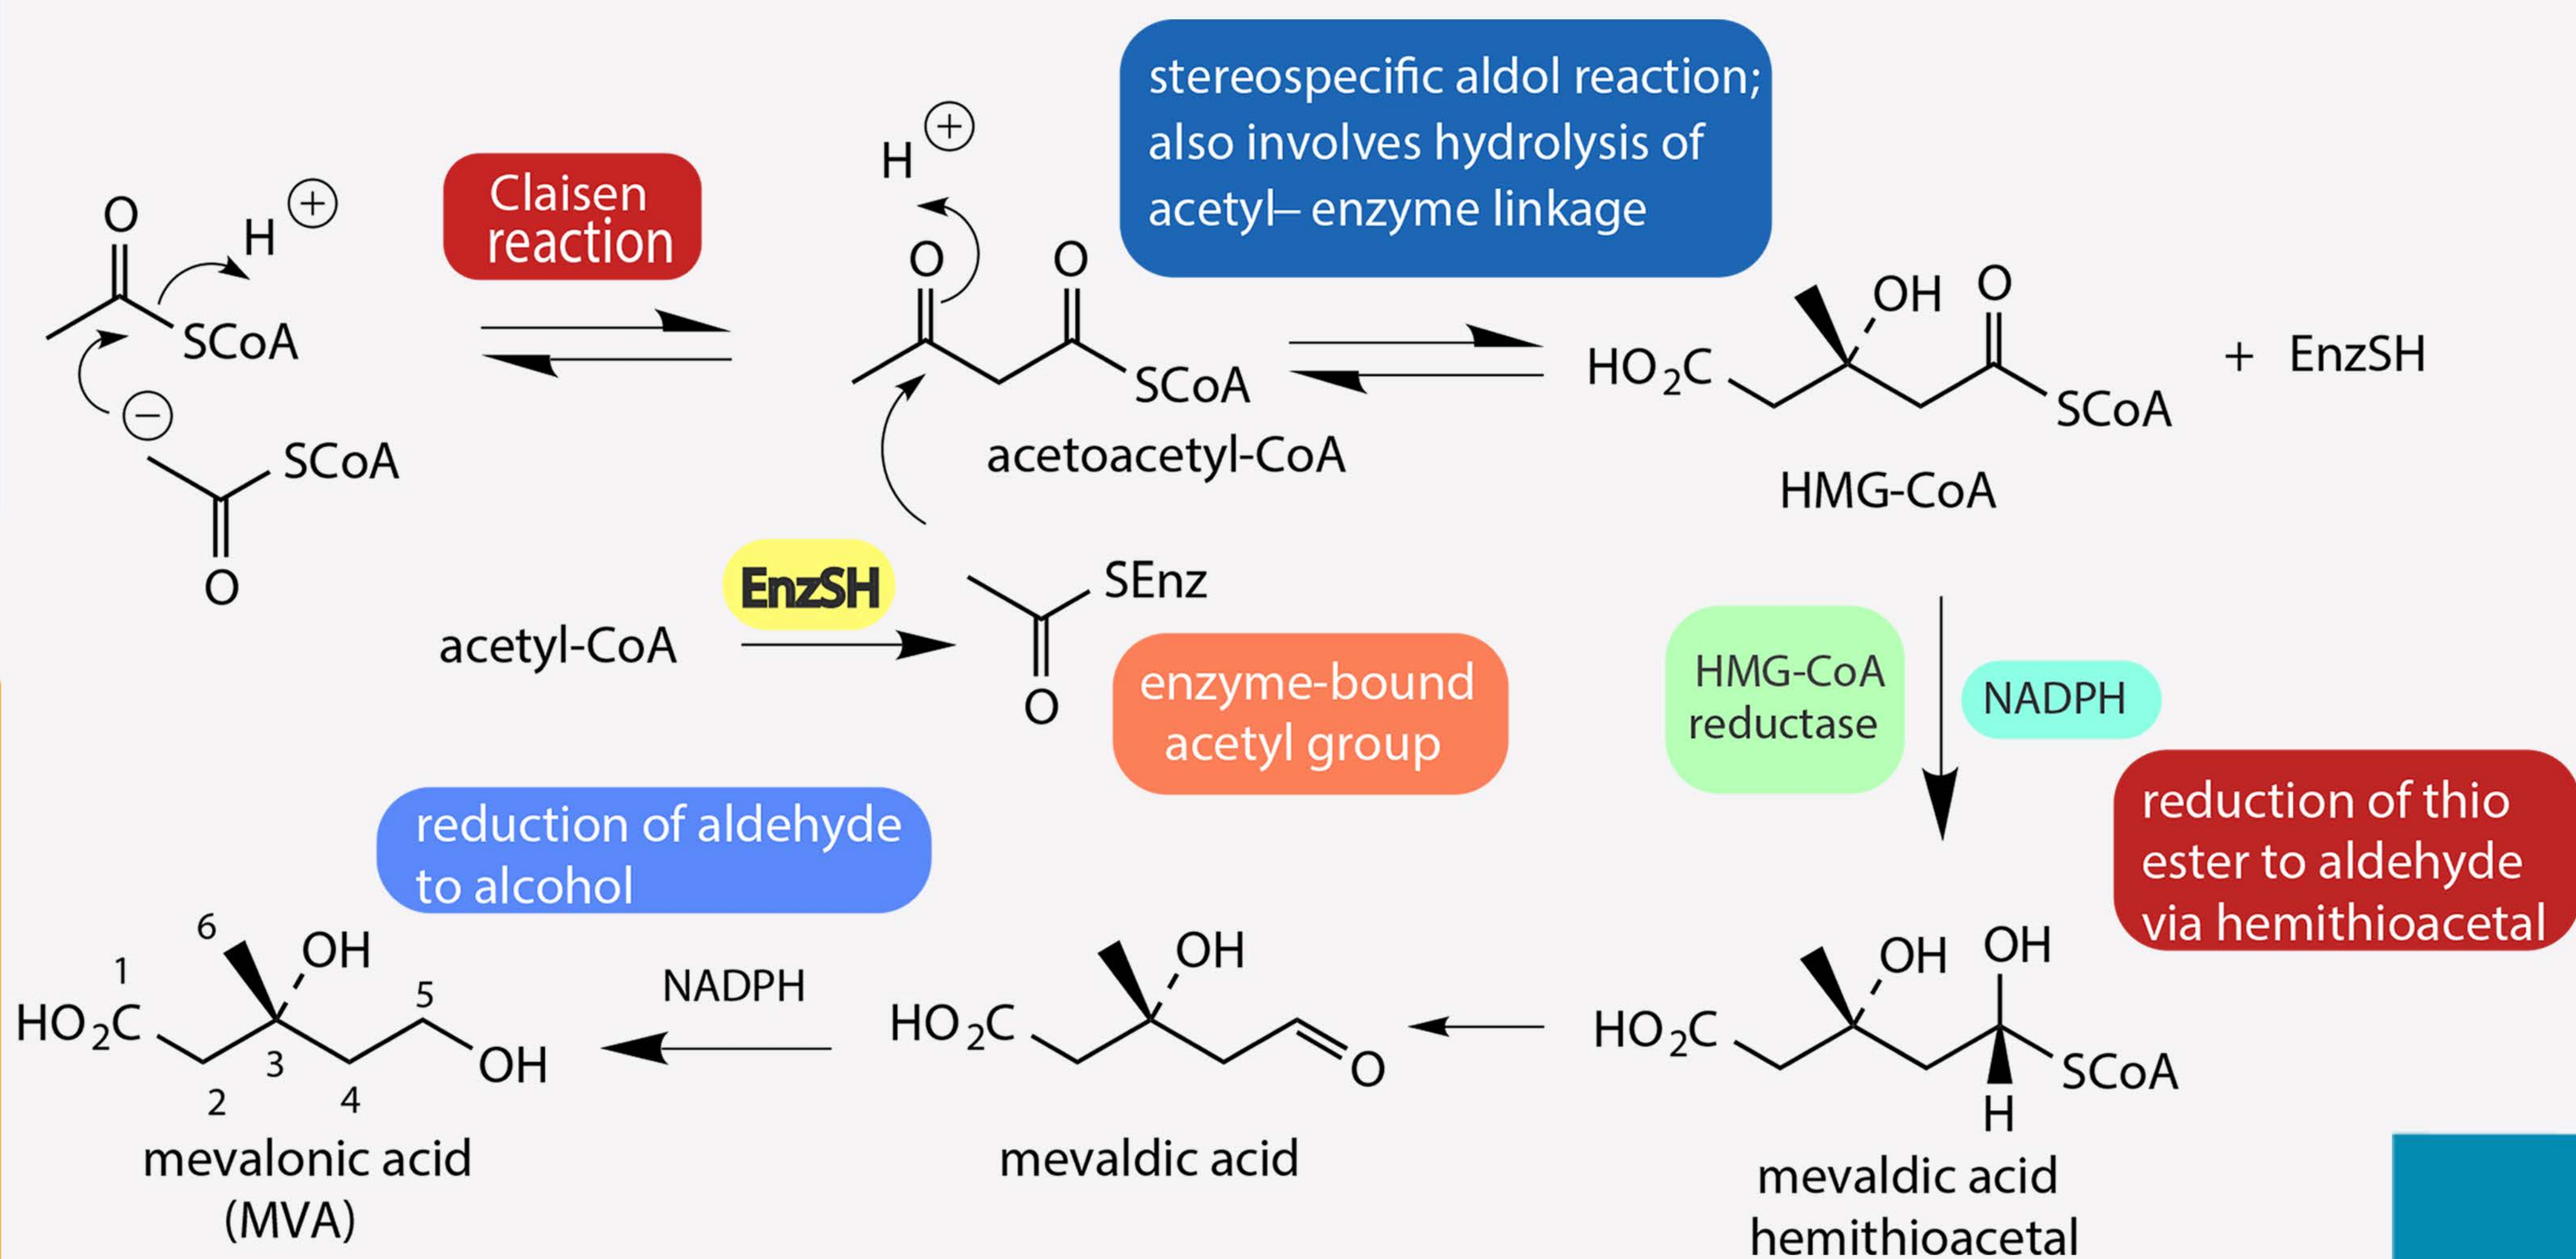 stereospecific aldol reaction;
also involves hydrolysis of
acetyl– enzyme linkage
H +
Claisen
reaction
O
H +
SCoA
−
SCoA
O
O
O
SCoA
acetoacetyl-CoA
OH
O
HO2C
SCoA
+ EnzSH
HMG-CoA
EnzSH
acetyl-CoA
SEnz
O
enzyme-bound
acetyl group
HMG-CoA
reductase
NADPH
reduction of thio
ester to aldehyde
via hemithioacetal
reduction of aldehyde
to alcohol
6
OH
1
5
HO2C
3
OH
2
4
mevalonic acid
(MVA)
NADPH
OH
HO2C
O
mevaldic acid
OH
OH
HO2C
SCoA
H
mevaldic acid
hemithioacetal